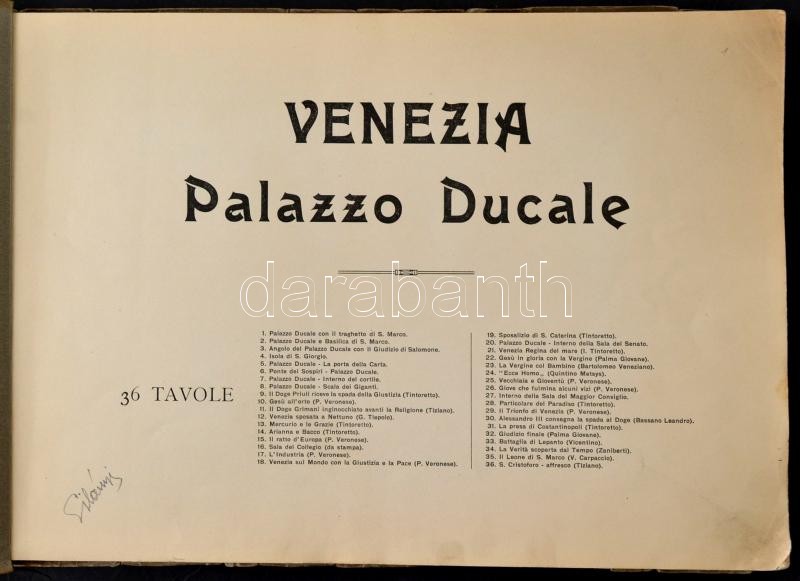 VENEZIA
Palazzo Ducale
darabanth
36 TAVOLE
1. Palazzo Ducale con il traghetto di S. Marco.
2. Palazzo Ducale e Basilica di S. Marco.
3. Angolo del Palazzo Ducale con il Giudizio di Salomone.
4. Isola di S. Giorgio.
5. Palazzo Ducale - La porta della Carta.
6. Ponte dei Sospiri - Palazzo Ducale.
7. Palazzo Ducale - Interno del cortile.
8. Palazzo Ducale - Scala dei Giganti.
9. Il Doge Priuli riceve la spada della Giustizia (Tintoretto).
10. Gesù all'orto (P. Veronese).
11. Il Doge Grimani inginocchiato avanti la Religione (Tiziano).
12. Venezia sposata a Nettuno (G. Tiepolo).
13. Mercurio e le Grazie (Tintoretto).
14. Arianna e Bacco (Tintoretto).
15. Il ratto d'Europa (P. Veronese).
16. Sala del Collegio (da stampa).
17. L'Industria (P. Veronese).
18. Venezia sul Mondo con la Giustizia e la Pace (P. Veronese).
19. Sposalizio di S. Caterina (Tintoretto).
20. Palazzo Ducale - Interno della Sala del Senato.
21. Venezia Regina del mare (I. Tintoretto).
22. Gesù in gloria con la Vergine (Palma Giovane).
23. La Vergine col Bambino (Bartolomeo Veneziano).
24. "Ecce Homo„ (Quintino Metsys).
25. Vecchiaia e Gioventù (P. Veronese).
26. Giove che fulmina alcuni vizi (P. Veronese).
27. Interno della Sala del Maggior Consiglio.
28. Particolare del Paradiso (Tintoretto).
29. Il Trionfo di Venezia (P. Veronese).
30. Alessandro III consegna la spada al Doge (Bassano Leandro).
31. La presa di Costantinopoli (Tintoretto).
32. Giudizio finale (Palma Giovane).
33. Battaglia di Lepanto (Vicentino).
34. La Verità scoperta dal Tempo (Zaniberti).
35. Il Leone di S. Marco (V. Carpaccio).
36. S. Cristoforo - affresco (Tiziano).